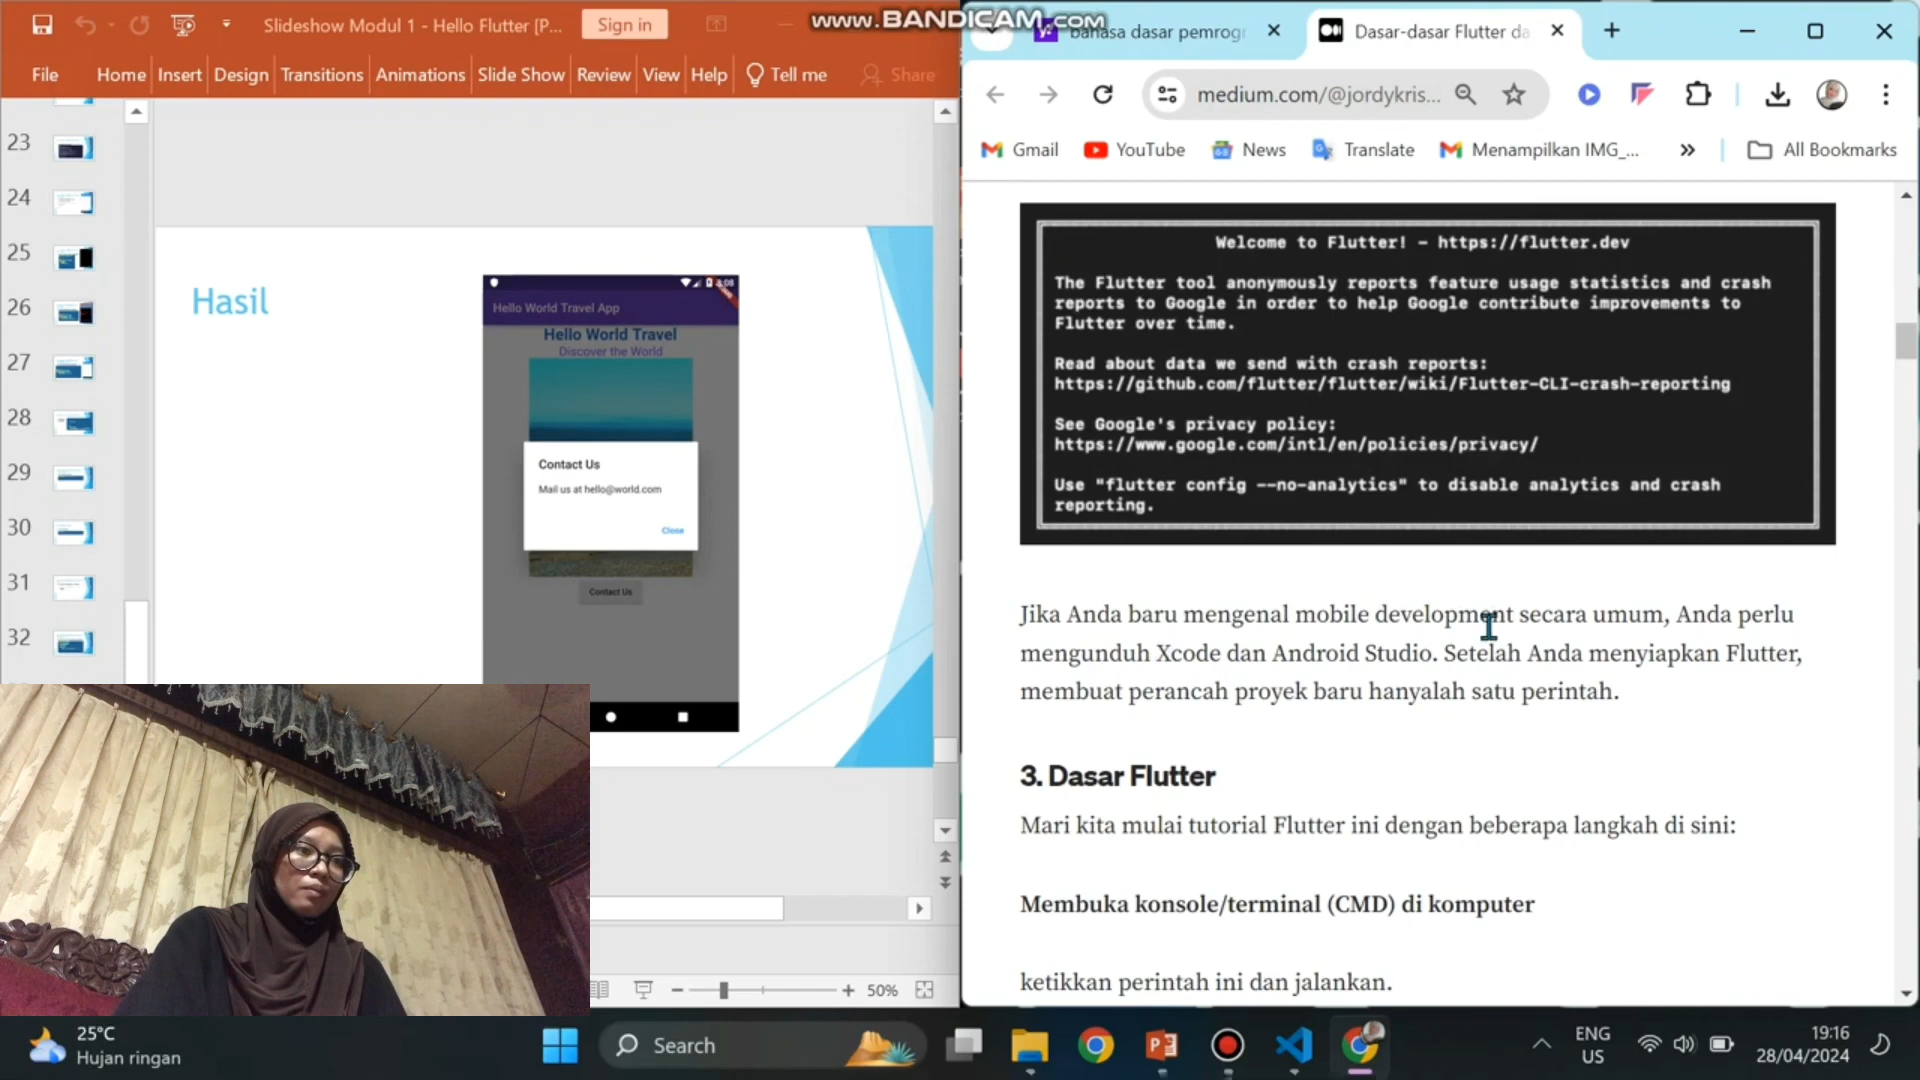 Slideshow Modul 1 - Hello Flutter [P...
Sign in
www.BANDICAM.com
File
Home
Insert
Design
Transitions
Animations
Slide Show
Review
View
Help
Tell me
Share
23
24
25
26
27
28
29
30
31
32
Hasil
Hello World Travel App
Hello World Travel
Discover the World
Contact Us
Mail us at hello@world.com
Close
Contact Us
50%
bahasa dasar pemrogr
Dasar-dasar Flutter da
medium.com/@jordykris...
Gmail
YouTube
News
Translate
Menampilkan IMG_...
»
All Bookmarks
Welcome to Flutter! - https://flutter.dev
The Flutter tool anonymously reports feature usage statistics and crash
reports to Google in order to help Google contribute improvements to
Flutter over time.
Read about data we send with crash reports:
https://github.com/flutter/flutter/wiki/Flutter-CLI-crash-reporting
See Google's privacy policy:
https://www.google.com/intl/en/policies/privacy/
Use "flutter config --no-analytics" to disable analytics and crash
reporting.
Jika Anda baru mengenal mobile development secara umum, Anda perlu
mengunduh Xcode dan Android Studio. Setelah Anda menyiapkan Flutter,
membuat perancah proyek baru hanyalah satu perintah.
3. Dasar Flutter
Mari kita mulai tutorial Flutter ini dengan beberapa langkah di sini:
Membuka konsole/terminal (CMD) di komputer
ketikkan perintah ini dan jalankan.
25°C
Hujan ringan
Search
ENG
US
19:16
28/04/2024